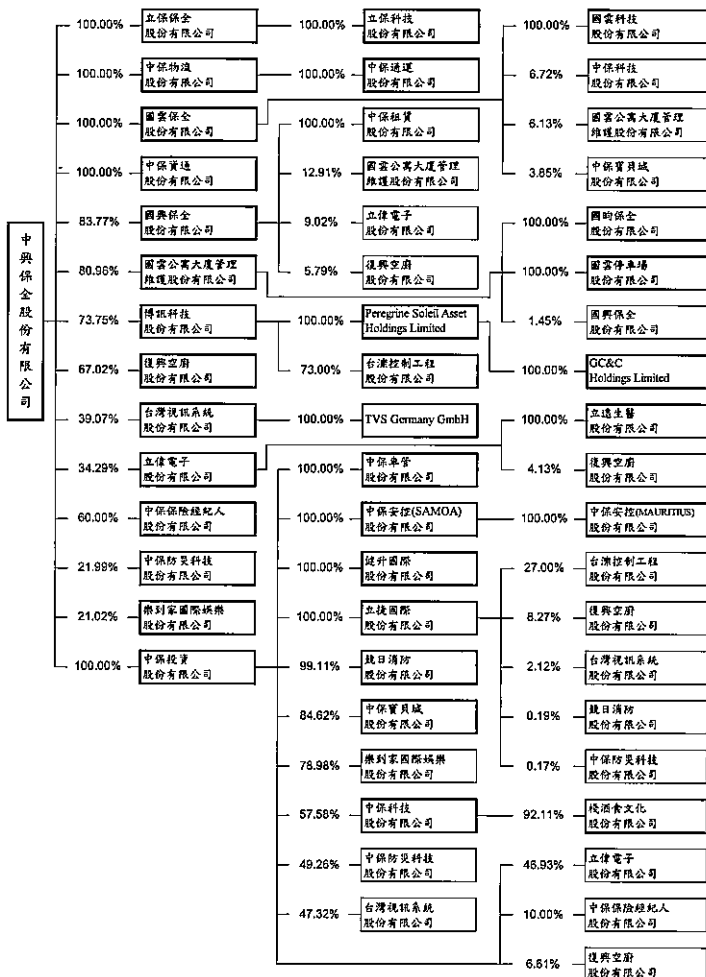 中興保金股份有限公司
100.00%
立保保全
股份有限公司
100.00%
立保科技
股份有限公司
100.00%
國雲科技
股份有限公司
100.00%
中保物流
股份有限公司
100.00%
中保通運
股份有限公司
6.72%
中保科技
股份有限公司
100.00%
國雲保全
股份有限公司
100.00%
中保租賃
股份有限公司
6.13%
國雲公寓大廈管理
維護股份有限公司
100.00%
中保資通
股份有限公司
12.91%
國雲公寓大廈管理
維護股份有限公司
3.85%
中保寶貝城
股份有限公司
83.77%
國興保全
股份有限公司
9.02%
立偉電子
股份有限公司
100.00%
國時保全
股份有限公司
80.96%
國雲公寓大廈管理
維護股份有限公司
5.79%
復興空廚
股份有限公司
100.00%
國雲停車場
股份有限公司
73.75%
博訊科技
股份有限公司
100.00%
Peregrine Soleil Asset
Holdings Limited
1.45%
國興保全
股份有限公司
67.02%
復興空廚
股份有限公司
73.00%
台灣控制工程
股份有限公司
100.00%
GC&C
Holdings Limited
39.07%
台灣視訊系統
股份有限公司
100.00%
TVS Germany GmbH
100.00%
立遠生醫
股份有限公司
34.29%
立偉電子
股份有限公司
100.00%
中保車管
股份有限公司
4.13%
復興空廚
股份有限公司
60.00%
中保保險經紀人
股份有限公司
100.00%
中保安控(SAMOA)
股份有限公司
100.00%
中保安控(MAURITIUS)
股份有限公司
21.99%
中保防災科技
股份有限公司
100.00%
健升國際
股份有限公司
27.00%
台灣控制工程
股份有限公司
21.02%
樂到家國際娛樂
股份有限公司
100.00%
立捷國際
股份有限公司
8.27%
復興空廚
股份有限公司
100.00%
中保投資
股份有限公司
99.11%
競日消防
股份有限公司
2.12%
台灣視訊系統
股份有限公司
84.62%
中保寶貝城
股份有限公司
0.19%
競日消防
股份有限公司
78.98%
樂到家國際娛樂
股份有限公司
0.17%
中保防災科技
股份有限公司
57.58%
中保科技
股份有限公司
92.11%
棧酒食文化
股份有限公司
49.26%
中保防災科技
股份有限公司
46.93%
立偉電子
股份有限公司
47.32%
台灣視訊系統
股份有限公司
10.00%
中保保險經紀人
股份有限公司
6.61%
復興空廚
股份有限公司